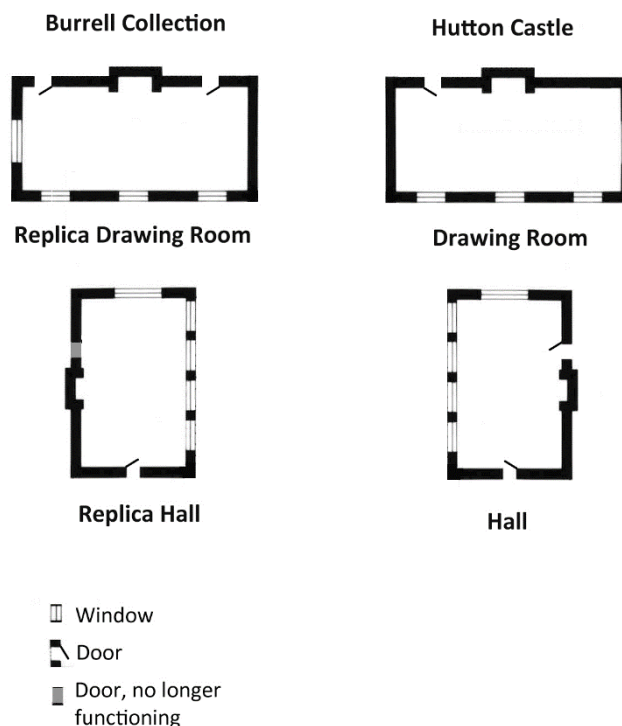 Burrell Collection
Hutton Castle
Replica Drawing Room
Drawing Room
Replica Hall
Hall
Window
Door
Door, no longer
functioning